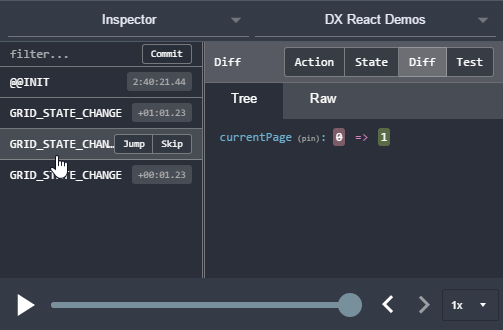 Inspector
DX React Demos
filter...
Commit
@@INIT
2:40:21.44
GRID_STATE_CHANGE
+01:01.23
GRID_STATE_CHAN…
Jump
Skip
GRID_STATE_CHANGE
+00:01.23
Diff
Action
State
Diff
Test
Tree
Raw
currentPage (pin): 0 => 1
1x